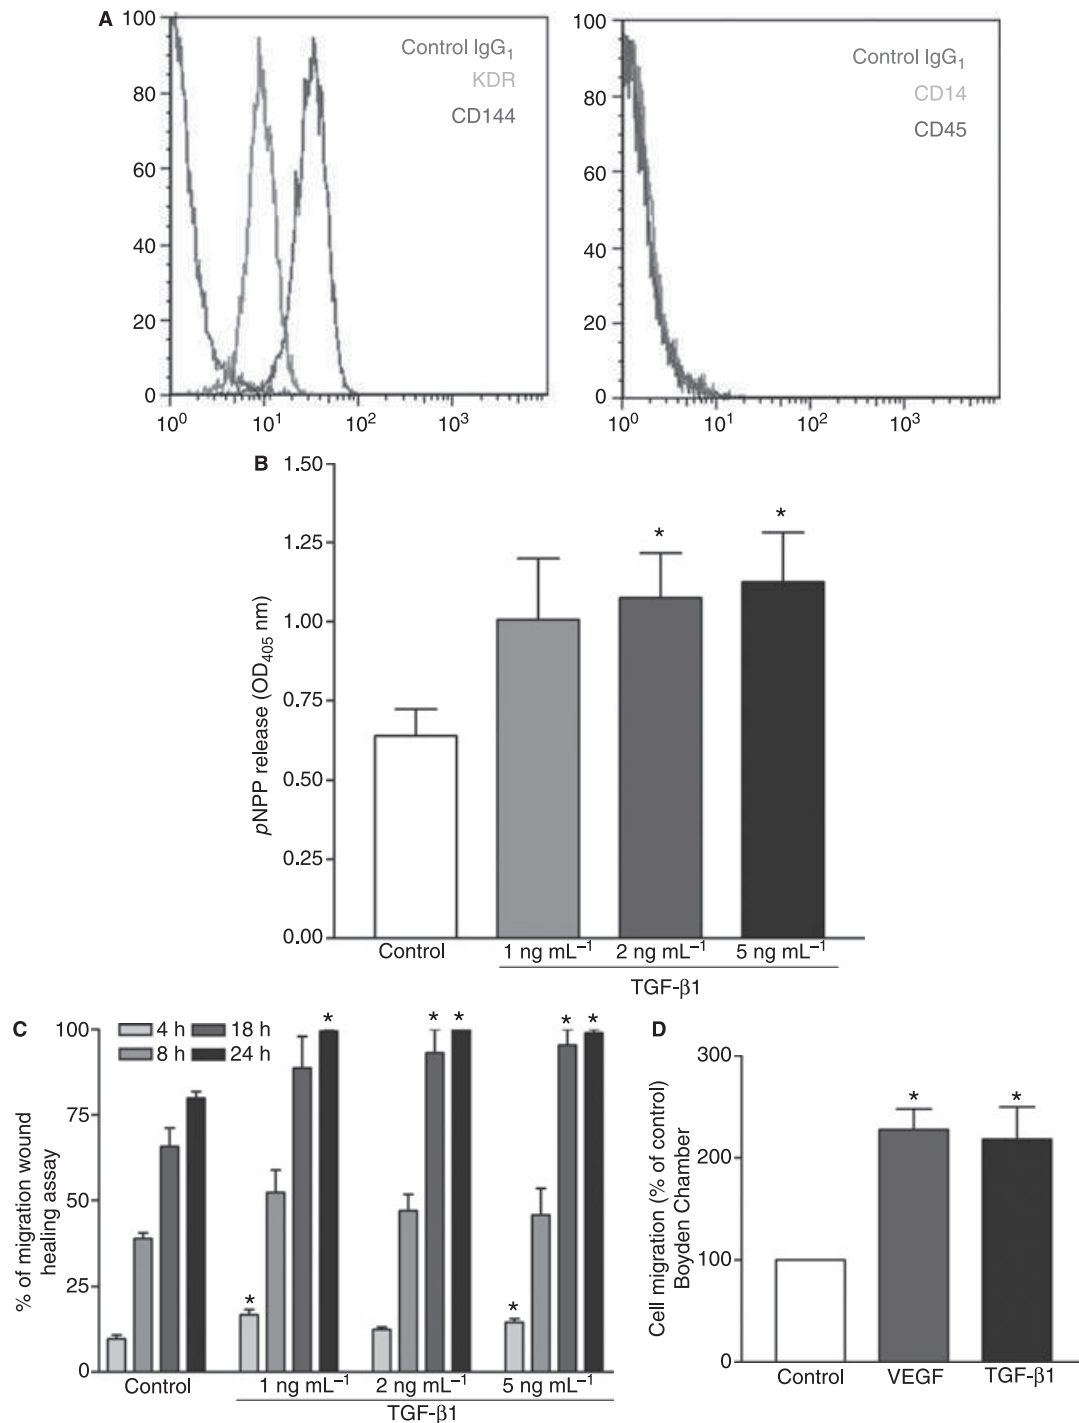 A
100
80
60
40
20
0
10⁰ 10¹ 10² 10³
Control IgG₁
KDR
CD144
100
80
60
40
20
0
10⁰ 10¹ 10² 10³
Control IgG₁
CD14
CD45
B
1.50
1.25
1.00
0.75
0.50
0.25
0.00
pNPP release (OD₄₀₅ nm)
* *
Control 1 ng mL⁻¹ 2 ng mL⁻¹ 5 ng mL⁻¹
TGF-β1
C
100
75
50
25
0
% of migration wound
healing assay
4 h 18 h
8 h 24 h
* * * * *
* *
Control 1 ng mL⁻¹ 2 ng mL⁻¹ 5 ng mL⁻¹
TGF-β1
D
300
200
100
0
Cell migration (% of control)
Boyden Chamber
* *
Control VEGF TGF-β1